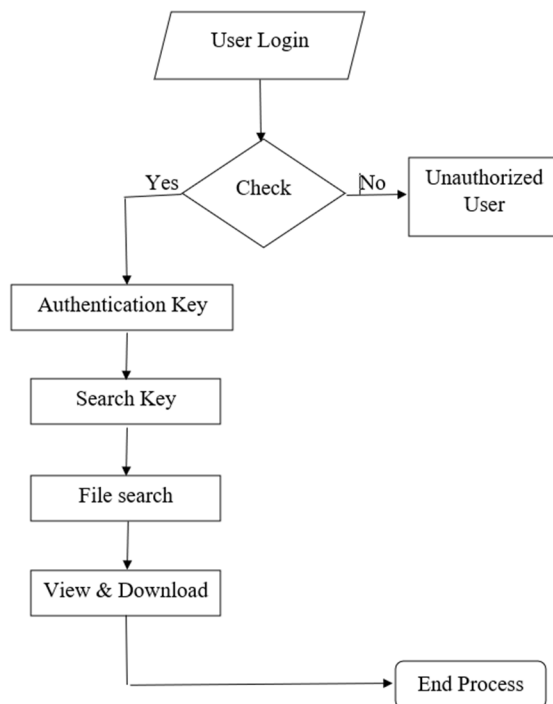 User Login
Yes
Check
No
Unauthorized
User
Authentication Key
Search Key
File search
View & Download
End Process